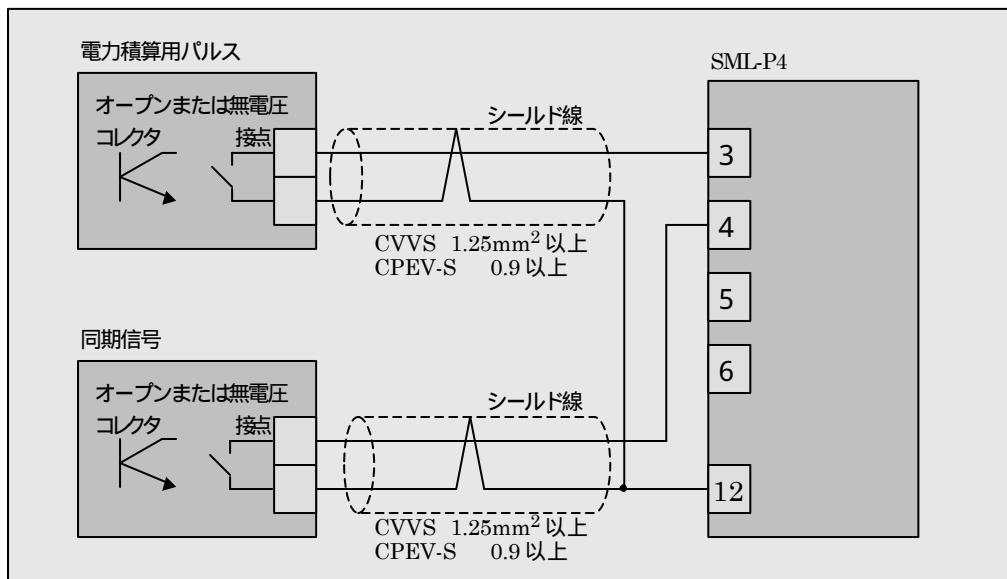 電力積算用パルス
オープンまたは無電圧
コレクタ 接点
シールド線
CVVS 1.25mm² 以上
CPEV-S 0.9 以上
SML-P4
3
4
5
6
12
同期信号
オープンまたは無電圧
コレクタ 接点
シールド線
CVVS 1.25mm² 以上
CPEV-S 0.9 以上